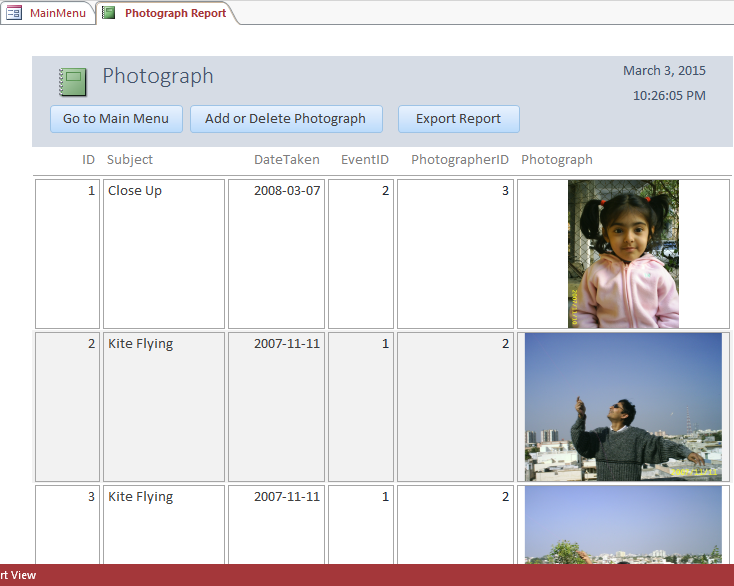 MainMenu Photograph Report
Photograph
March 3, 2015
10:26:05 PM
Go to Main Menu Add or Delete Photograph Export Report
ID Subject DateTaken EventID PhotographerID Photograph
1 Close Up 2008-03-07 2 3
2 Kite Flying 2007-11-11 1 2
3 Kite Flying 2007-11-11 1 2
rt View